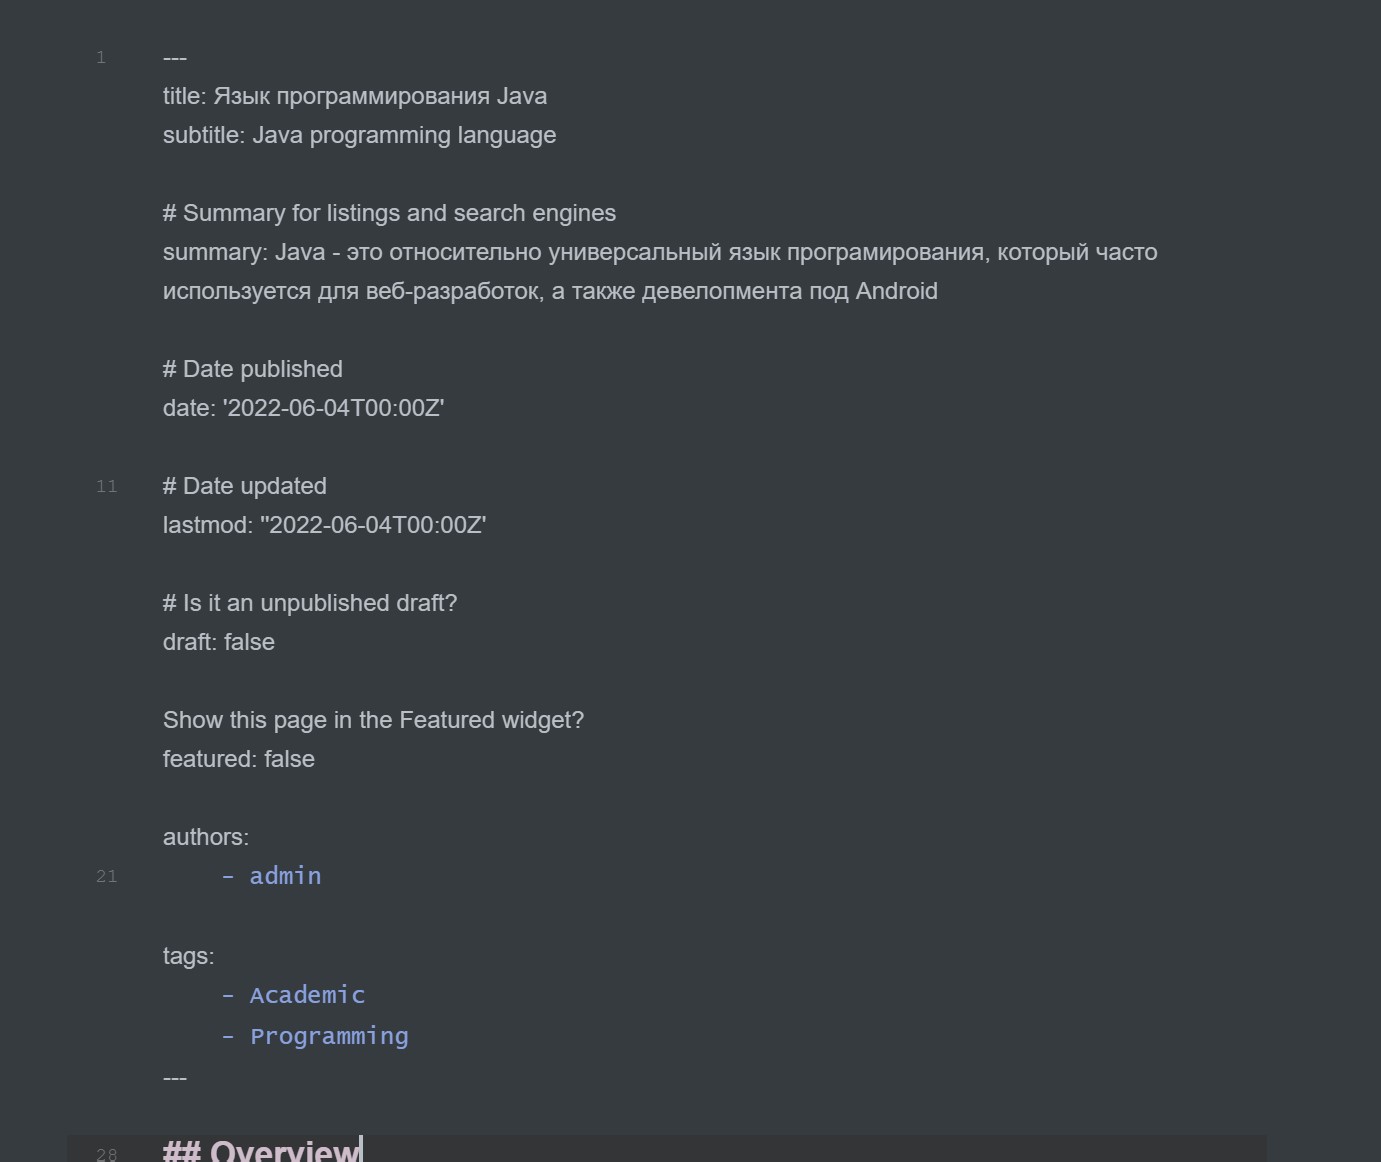 1 ---
title: Язык программирования Java
subtitle: Java programming language
# Summary for listings and search engines
summary: Java - это относительно универсальный язык програмирования, который часто
используется для веб-разработок, а также девелопмента под Android
# Date published
date: '2022-06-04T00:00Z'
11 # Date updated
lastmod: ''2022-06-04T00:00Z'
# Is it an unpublished draft?
draft: false
Show this page in the Featured widget?
featured: false
authors:
21 - admin
tags:
- Academic
- Programming
---
28 ## Overview